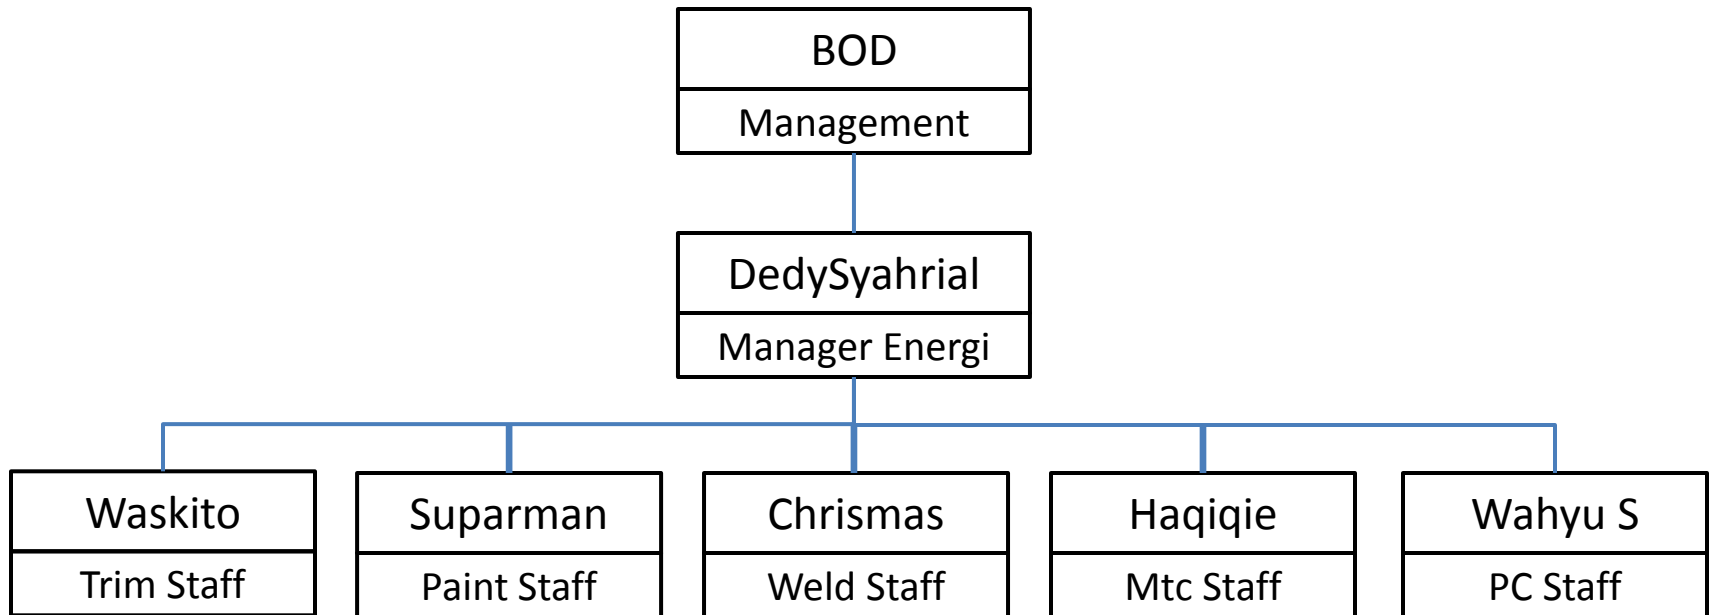 BOD
Management
DedySyahrial
Manager Energi
Waskito
Trim Staff
Suparman
Paint Staff
Chrismas
Weld Staff
Haqiqie
Mtc Staff
Wahyu S
PC Staff